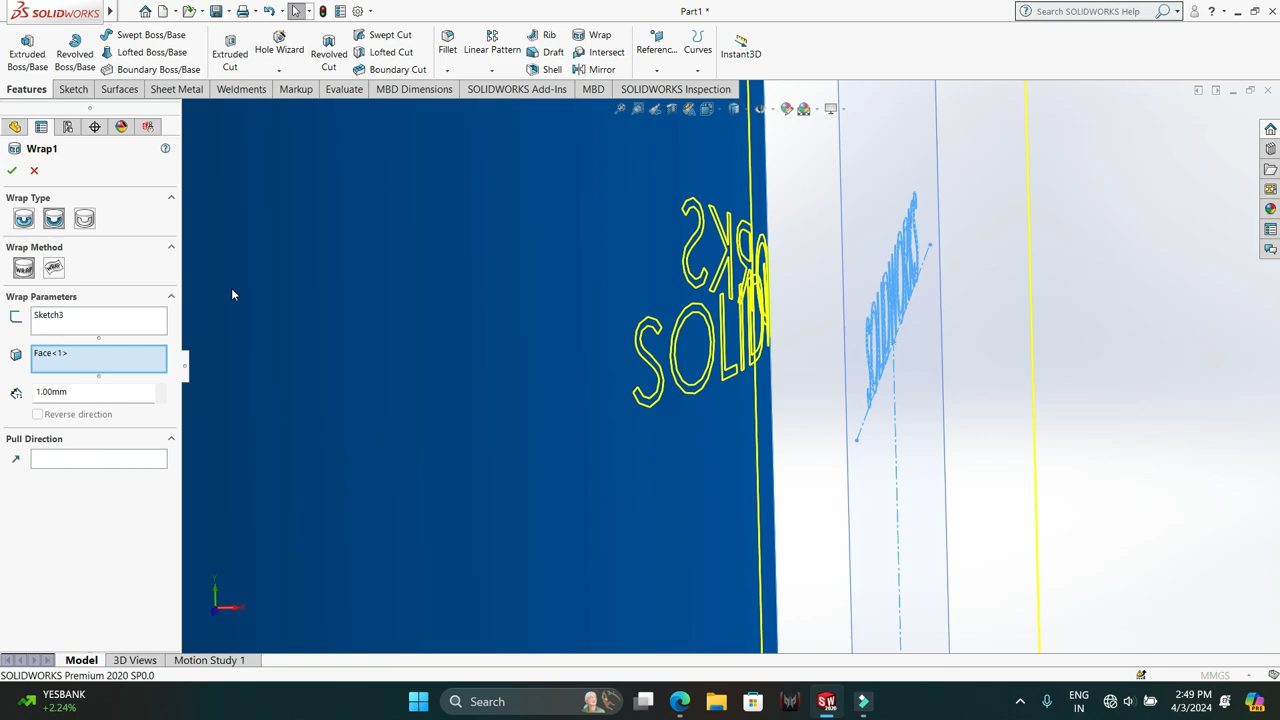 SOLIDWORKS
Part1 *
Search SOLIDWORKS Help
Extruded Boss/Base
Revolved Boss/Base
Swept Boss/Base
Lofted Boss/Base
Boundary Boss/Base
Extruded Cut
Hole Wizard
Revolved Cut
Swept Cut
Lofted Cut
Boundary Cut
Fillet
Linear Pattern
Rib
Draft
Shell
Wrap
Intersect
Mirror
Referenc...
Curves
Instant3D
Features
Sketch
Surfaces
Sheet Metal
Weldments
Markup
Evaluate
MBD Dimensions
SOLIDWORKS Add-Ins
MBD
SOLIDWORKS Inspection
Wrap1
Wrap Type
Wrap Method
Wrap Parameters
Sketch3
Face<1>
1.00mm
Reverse direction
Pull Direction
SOLID
Model
3D Views
Motion Study 1
SOLIDWORKS Premium 2020 SP0.0
MMGS
YESBANK
+2.24%
Search
ENG
IN
2:49 PM
4/3/2024